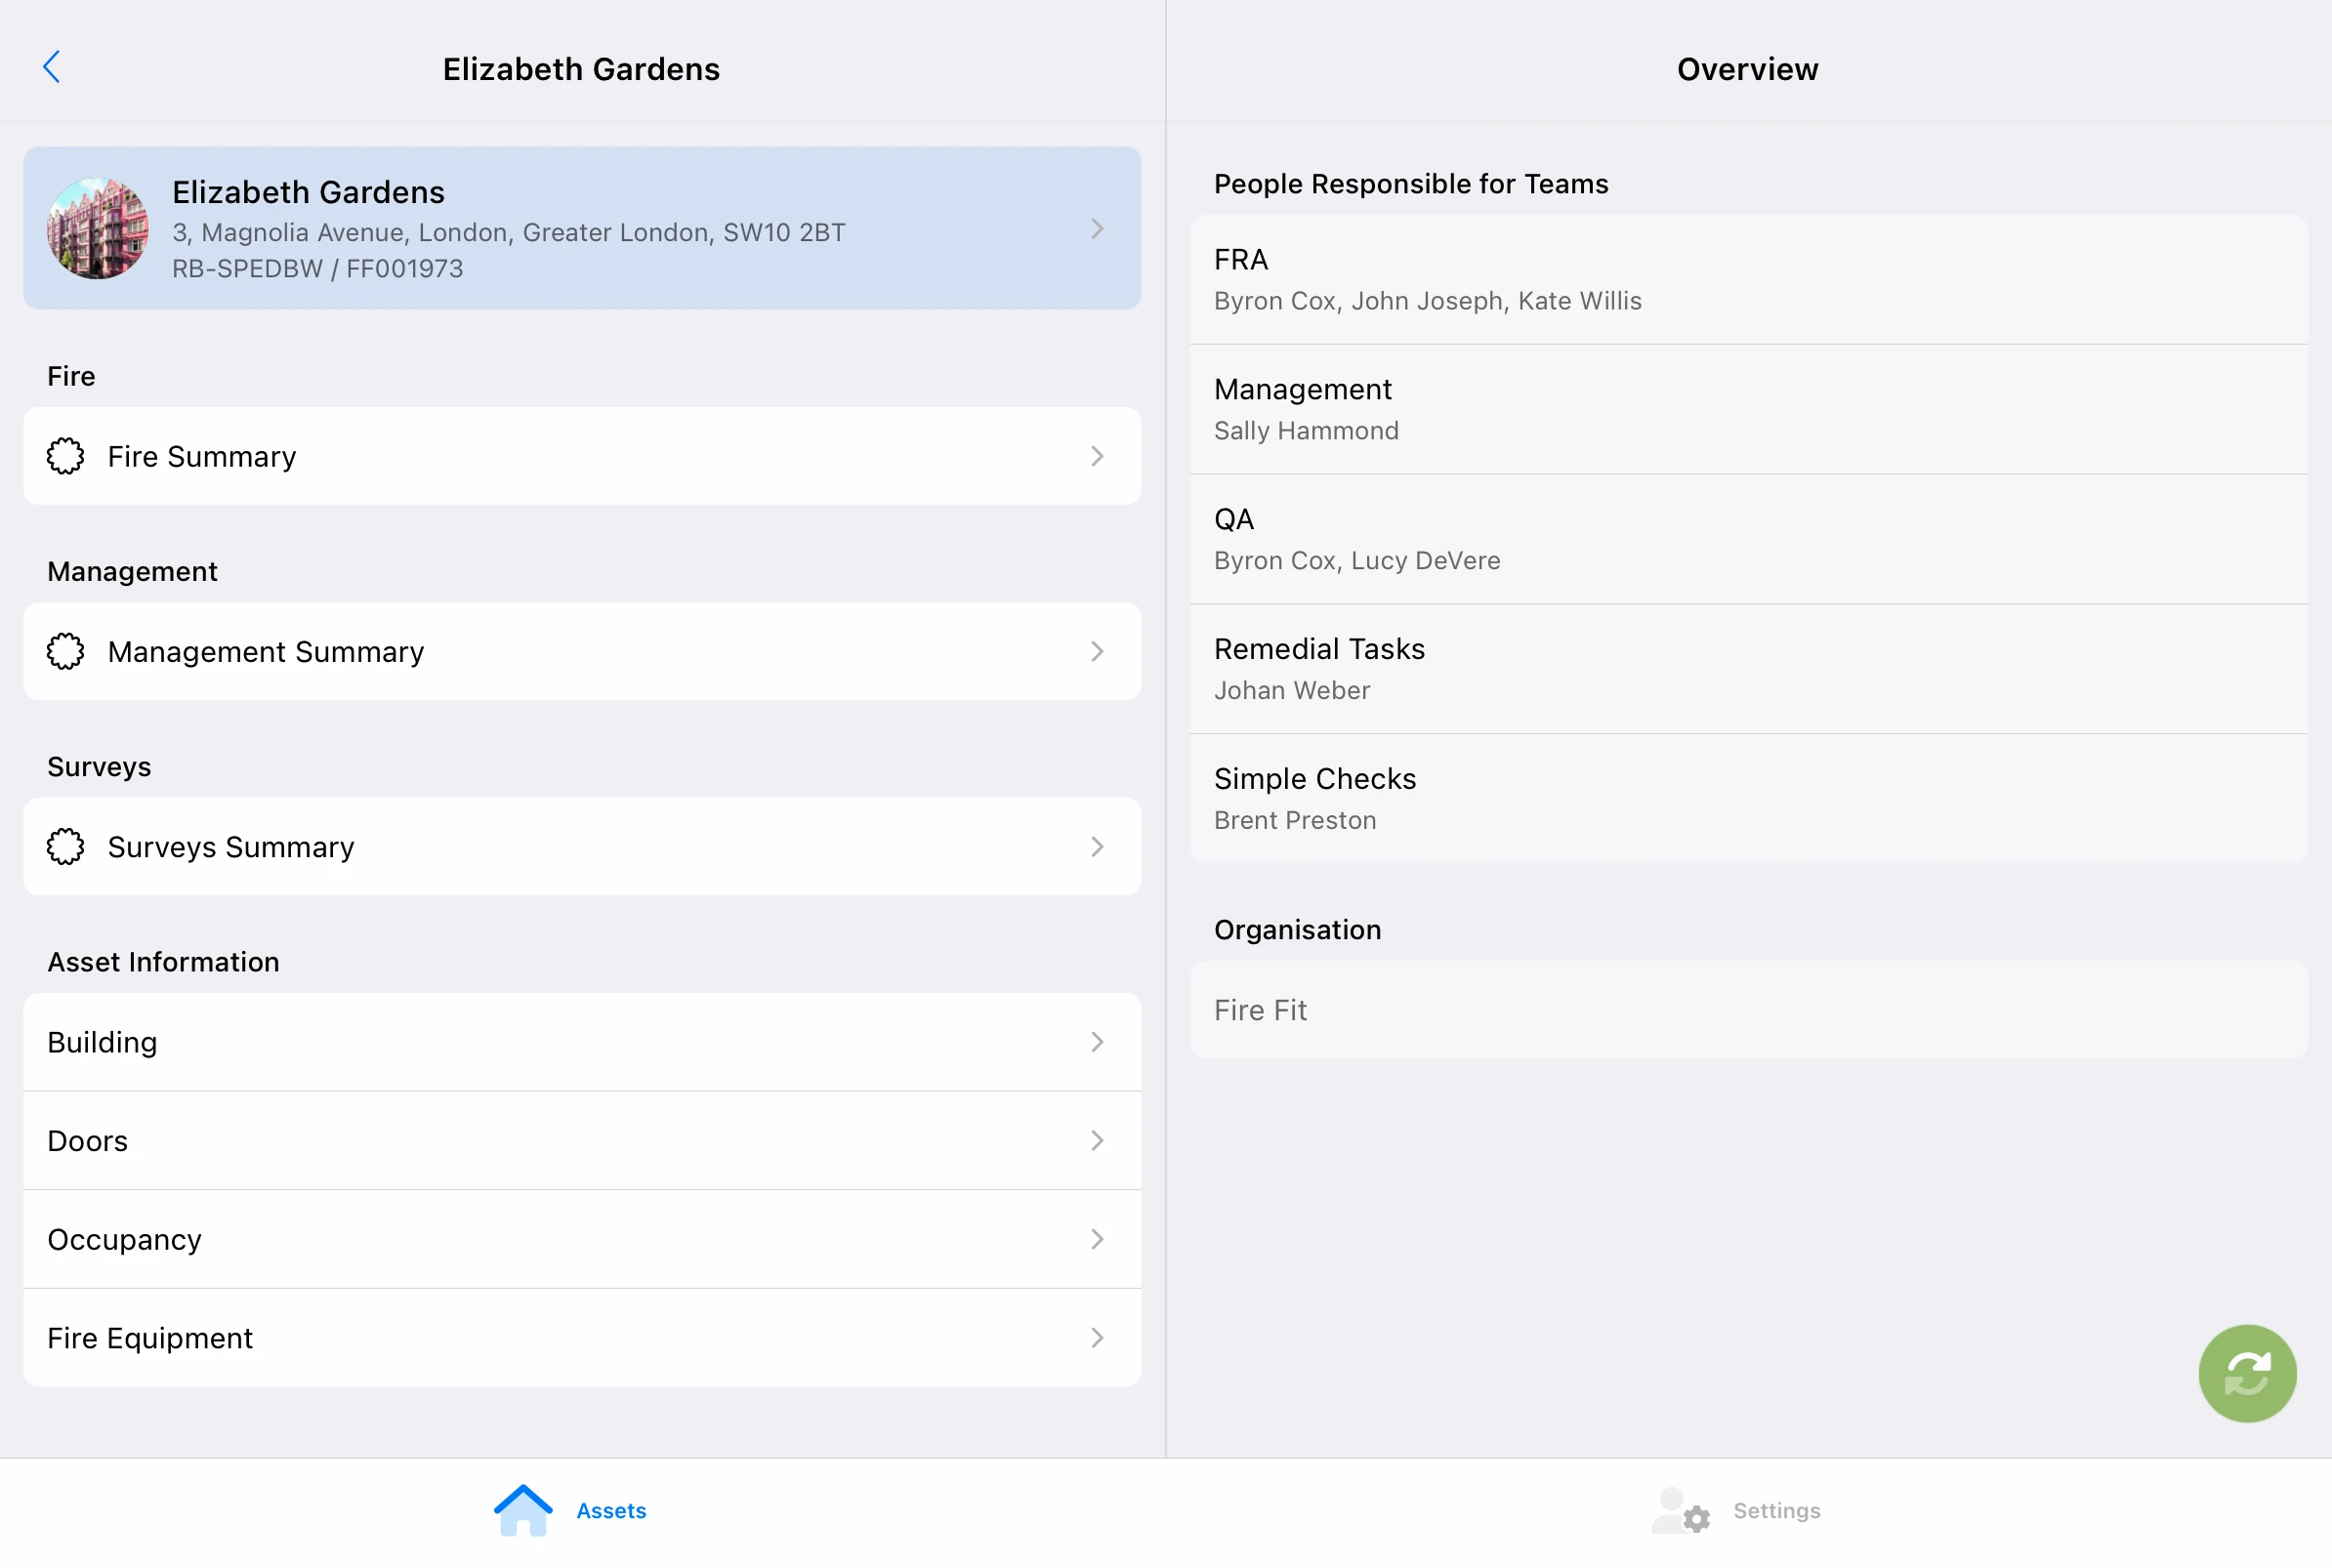 Elizabeth Gardens
Elizabeth Gardens
3, Magnolia Avenue, London, Greater London, SW10 2BT
RB-SPEDBW / FF001973
Fire
Fire Summary
Management
Management Summary
Surveys
Surveys Summary
Asset Information
Building
Doors
Occupancy
Fire Equipment
Overview
People Responsible for Teams
FRA
Byron Cox, John Joseph, Kate Willis
Management
Sally Hammond
QA
Byron Cox, Lucy DeVere
Remedial Tasks
Johan Weber
Simple Checks
Brent Preston
Organisation
Fire Fit
Assets
Settings